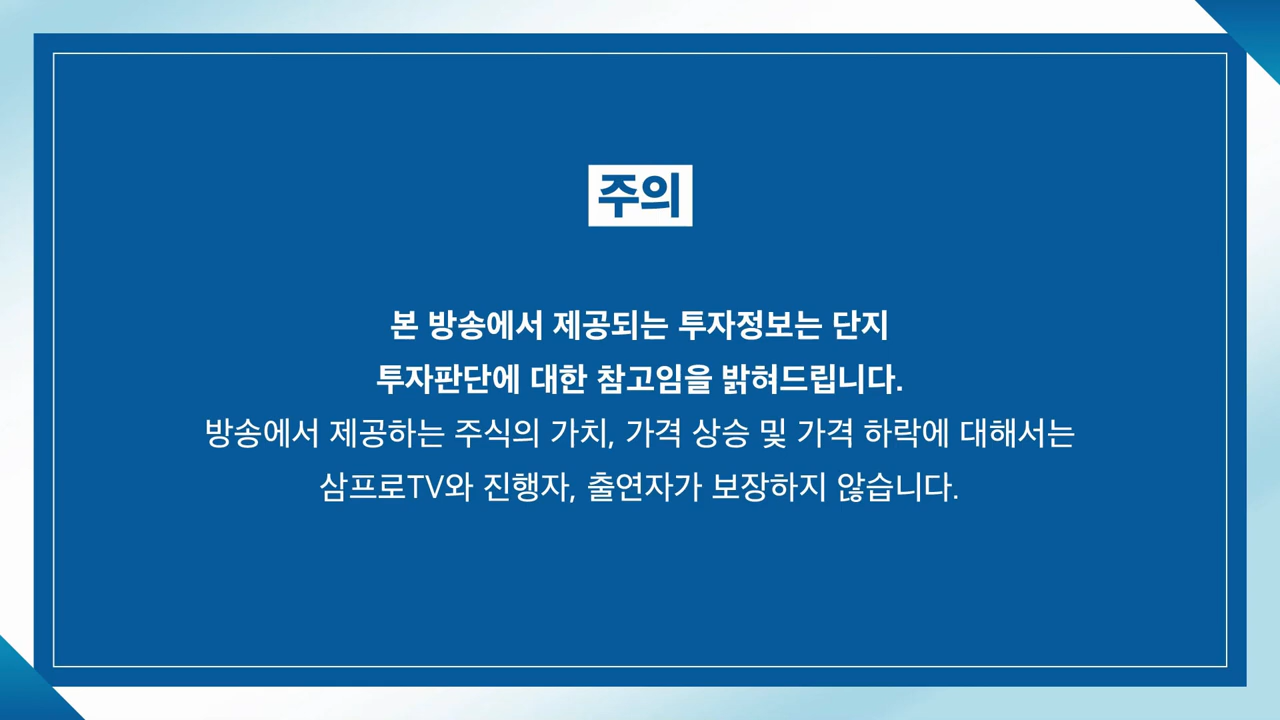 주의
본 방송에서 제공되는 투자정보는 단지
투자판단에 대한 참고임을 밝혀드립니다.
방송에서 제공하는 주식의 가치, 가격 상승 및 가격 하락에 대해서는
삼프로TV와 진행자, 출연자가 보장하지 않습니다.